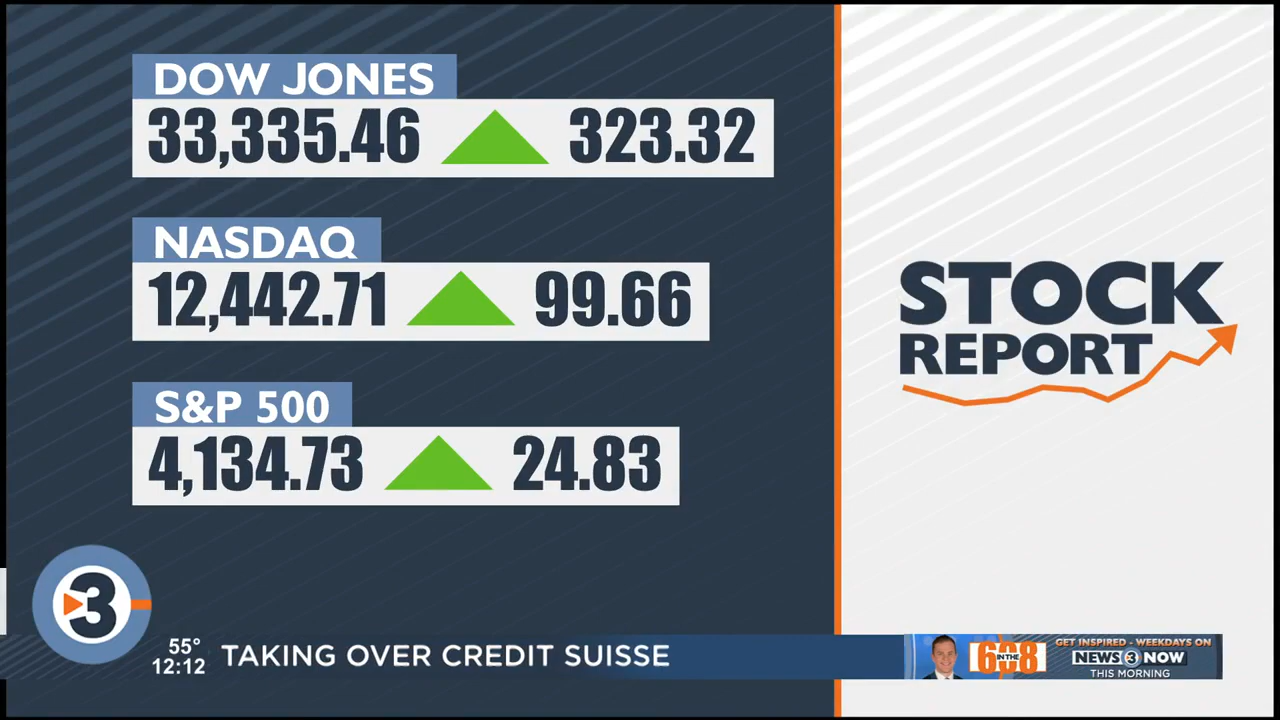 DOW JONES
33,335.46 323.32
NASDAQ
12,442.71 99.66
S&P 500
4,134.73 24.83
STOCK
REPORT
3
55°
12:12
TAKING OVER CREDIT SUISSE
IN THE
608
GET INSPIRED - WEEKDAYS ON
NEWS 3 NOW
THIS MORNING